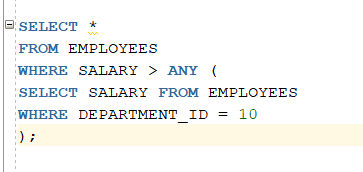 SELECT *
FROM EMPLOYEES
WHERE SALARY > ANY (
SELECT SALARY FROM EMPLOYEES
WHERE DEPARTMENT_ID = 10
);